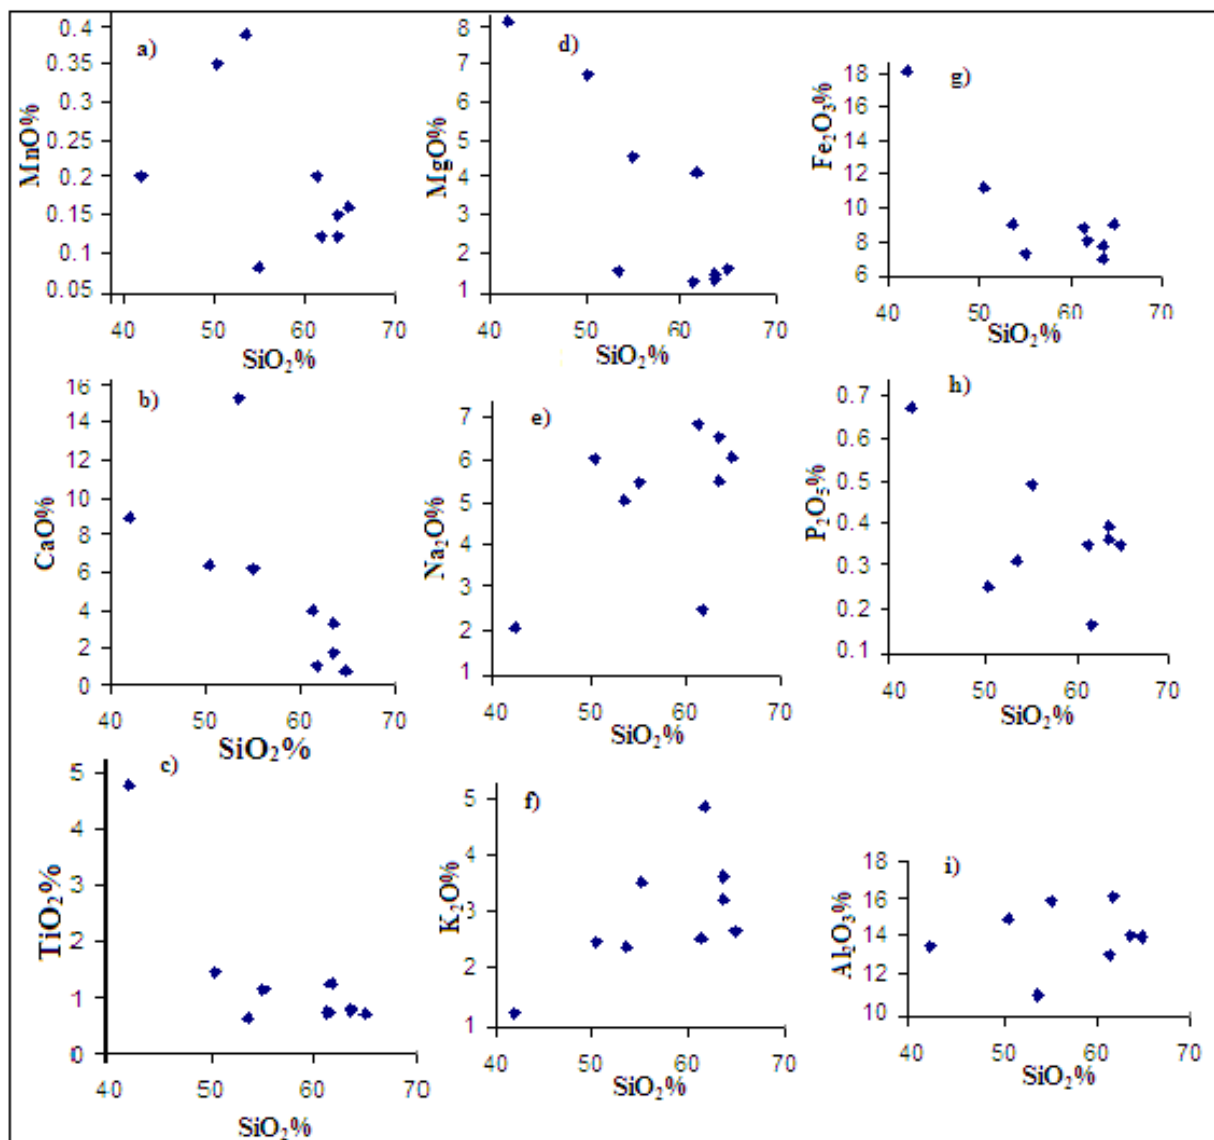 a)
MnO%
0.4
0.35
0.3
0.25
0.2
0.15
0.1
0.05
40 50 60 70
SiO₂%
d)
MgO%
8
7
6
5
4
3
2
1
40 50 60 70
SiO₂%
g)
Fe₂O₃%
18
16
14
12
10
8
6
40 50 60 70
SiO₂%
b)
CaO%
16
14
12
10
8
6
4
2
0
40 50 60 70
SiO₂%
e)
Na₂O%
7
6
5
4
3
2
1
40 50 60 70
SiO₂%
h)
P₂O₅%
0.7
0.6
0.5
0.4
0.3
0.2
0.1
40 50 60 70
SiO₂%
c)
TiO₂%
5
4
3
2
1
0
40 50 60 70
SiO₂%
f)
K₂O%
5
4
3
2
1
40 50 60 70
SiO₂%
i)
Al₂O₃%
18
16
14
12
10
40 50 60 70
SiO₂%